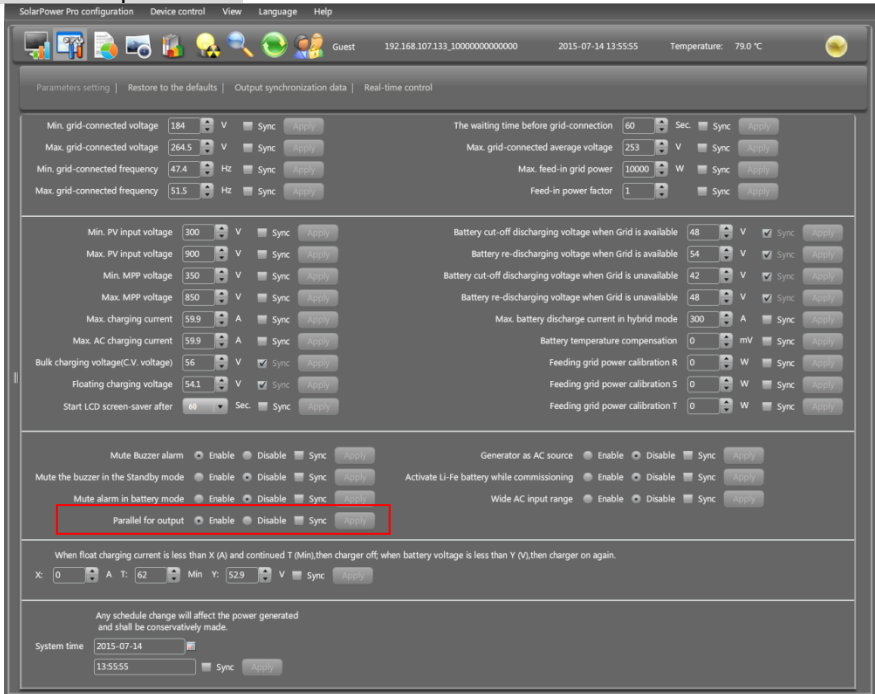 SolarPower Pro configuration Device control View Language Help
Guest 192.168.107.133_10000000000000 2015-07-14 13:55:55 Temperature: 79.0 ℃
Parameters setting | Restore to the defaults | Output synchronization data | Real-time control
Min. grid-connected voltage 184 V Sync Apply The waiting time before grid-connection 60 Sec. Sync Apply
Max. grid-connected voltage 264.5 V Sync Apply Max. grid-connected average voltage 253 V Sync Apply
Min. grid-connected frequency 47.4 Hz Sync Apply Max. feed-in grid power 10000 W Sync Apply
Max. grid-connected frequency 51.5 Hz Sync Apply Feed-in power factor 1 Sync Apply
Min. PV input voltage 300 V Sync Apply Battery cut-off discharging voltage when Grid is available 48 V Sync Apply
Max. PV input voltage 900 V Sync Apply Battery re-discharging voltage when Grid is available 54 V Sync Apply
Min. MPP voltage 350 V Sync Apply Battery cut-off discharging voltage when Grid is unavailable 42 V Sync Apply
Max. MPP voltage 850 V Sync Apply Battery re-discharging voltage when Grid is unavailable 48 V Sync Apply
Max. charging current 59.9 A Sync Apply Max. battery discharge current in hybrid mode 300 A Sync Apply
Max. AC charging current 59.9 A Sync Apply Battery temperature compensation 0 mV Sync Apply
Bulk charging voltage(C.V. voltage) 56 V Sync Apply Feeding grid power calibration R 0 W Sync Apply
Floating charging voltage 54.1 V Sync Apply Feeding grid power calibration S 0 W Sync Apply
Start LCD screen-saver after 60 Sec. Sync Apply Feeding grid power calibration T 0 W Sync Apply
Mute Buzzer alarm Enable Disable Sync Apply Generator as AC source Enable Disable Sync Apply
Mute the buzzer in the Standby mode Enable Disable Sync Apply Activate Li-Fe battery while commissioning Enable Disable Sync Apply
Mute alarm in battery mode Enable Disable Sync Apply Wide AC input range Enable Disable Sync Apply
Parallel for output Enable Disable Sync Apply
When float charging current is less than X (A) and continued T (Min),then charger off; when battery voltage is less than Y (V),then charger on again.
X: 0 A T: 62 Min Y: 52.9 V Sync Apply
Any schedule change will affect the power generated
and shall be conservatively made.
System time 2015-07-14
13:55:55 Sync Apply